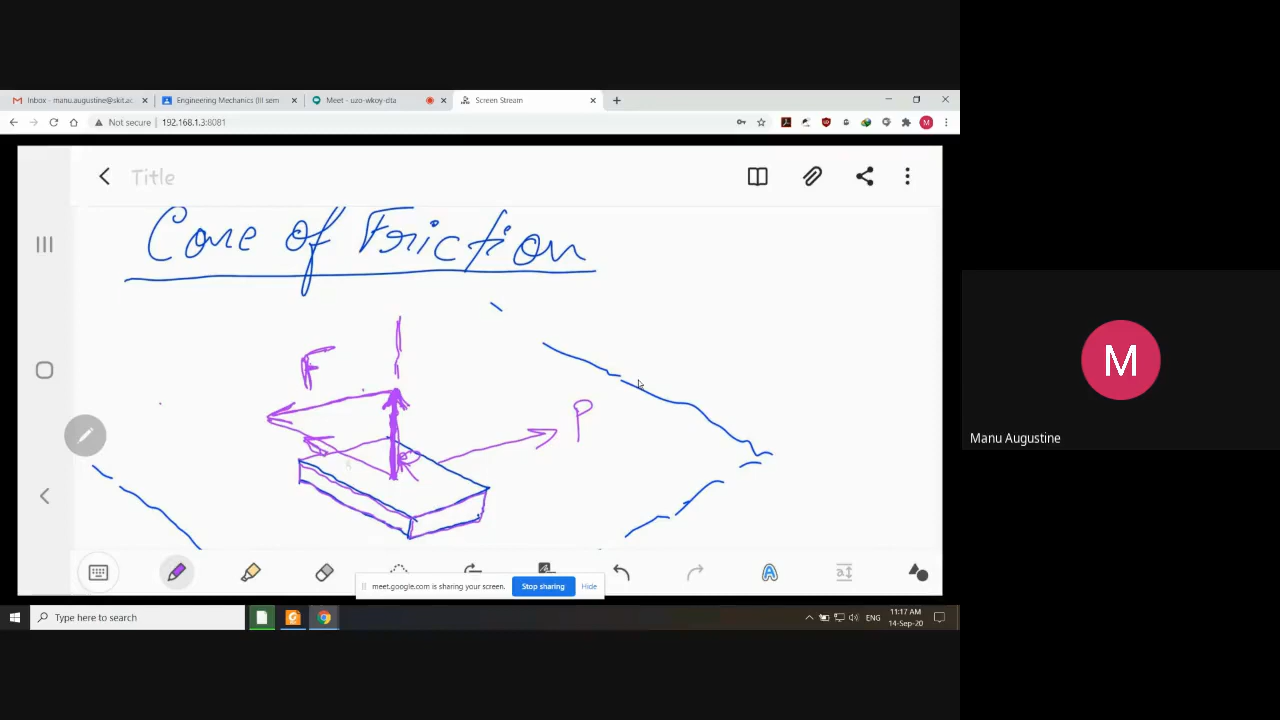 Inbox - manu.augustine@skit.ac
Engineering Mechanics (III sem
Meet - uzo-wkoy-dta
Screen Stream
Not secure
192.168.1.3:8081
M
Title
Cone of Friction
F
P
M
Manu Augustine
meet.google.com is sharing your screen.
Stop sharing
Hide
Type here to search
ENG
11:17 AM
14-Sep-20